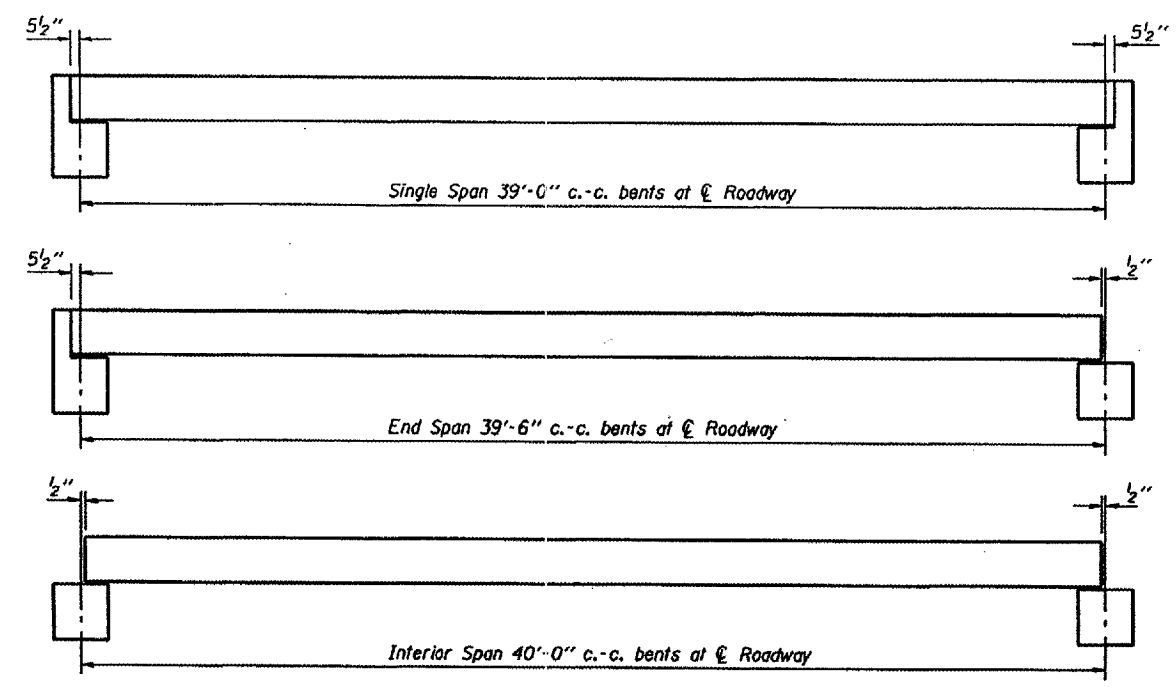 5½" 5½"
Single Span 39'-0" c.-c. bents at ℄ Roadway
5½" ½"
End Span 39'-6" c.-c. bents at ℄ Roadway
½" ½"
Interior Span 40'-0" c.-c. bents at ℄ Roadway